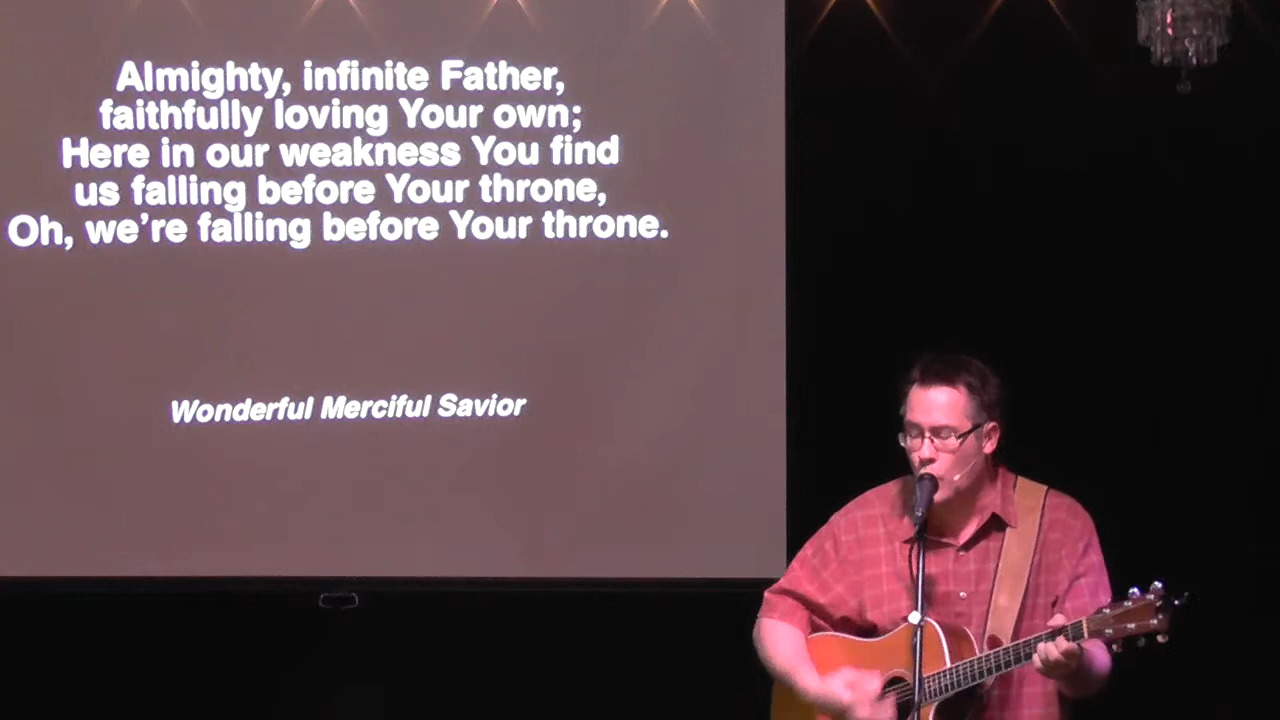 Almighty, infinite Father,
faithfully loving Your own;
Here in our weakness You find
us falling before Your throne,
Oh, we’re falling before Your throne.
Wonderful Merciful Savior